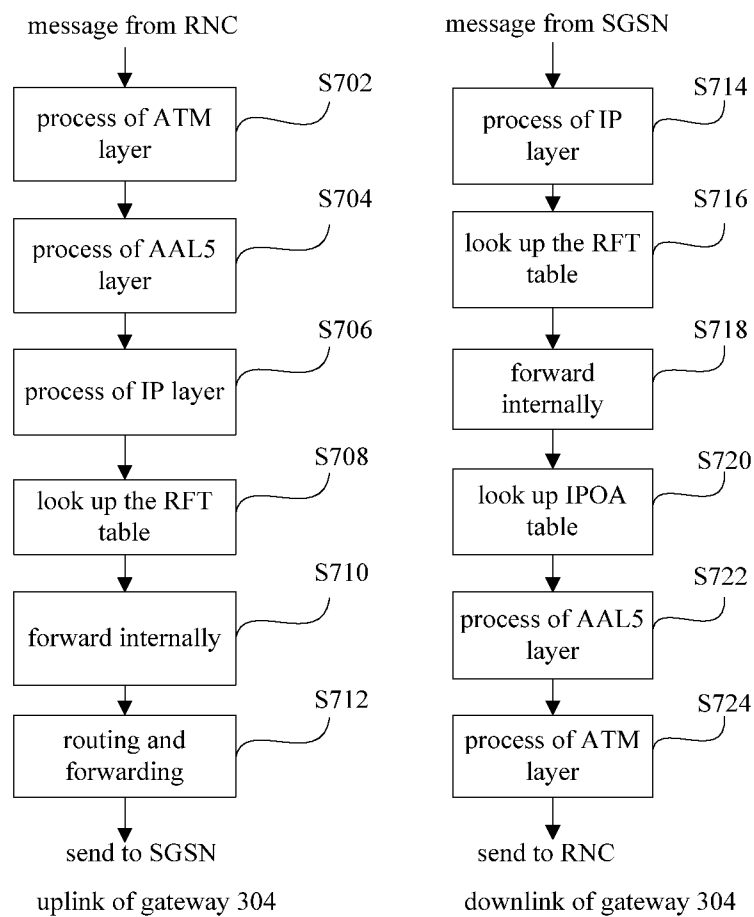 message from RNC
S702
process of ATM
layer
S704
process of AAL5
layer
S706
process of IP layer
S708
look up the RFT
table
S710
forward internally
S712
routing and
forwarding
send to SGSN
uplink of gateway 304
message from SGSN
S714
process of IP
layer
S716
look up the RFT
table
S718
forward
internally
S720
look up IPOA
table
S722
process of AAL5
layer
S724
process of ATM
layer
send to RNC
downlink of gateway 304